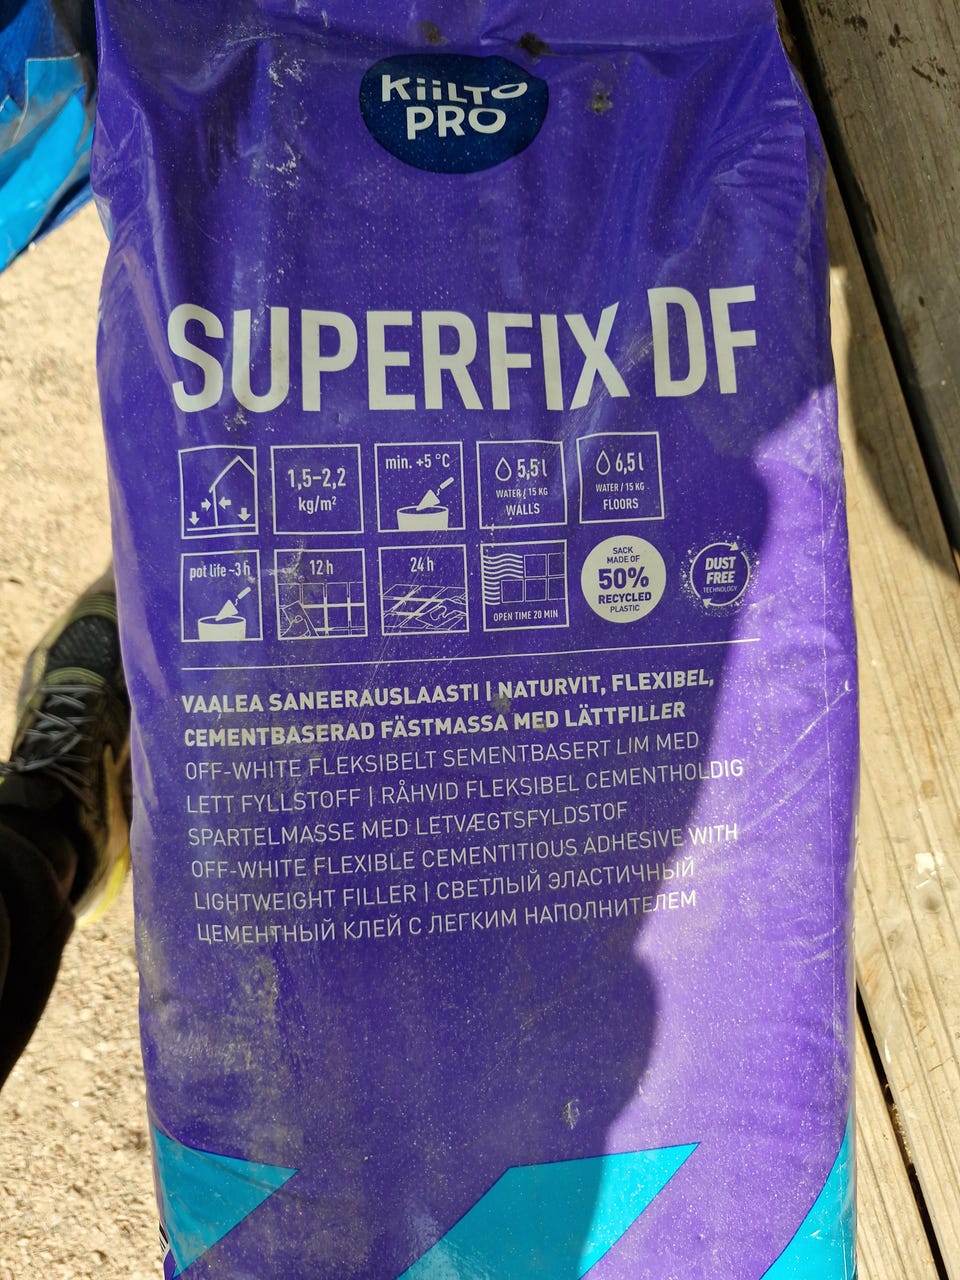 KiiLTO
PRO
SUPERFIX DF
1,5–2,2
kg/m²
min. +5 °C
5,5 l
WATER / 15 KG
WALLS
6,5 l
WATER / 15 KG
FLOORS
pot life ~3 h
12 h
24 h
OPEN TIME 20 MIN
SACK
MADE OF
50%
RECYCLED
PLASTIC
DUST
FREE
TECHNOLOGY
VAALEA SANEERAUSLAASTI | NATURVIT, FLEXIBEL,
CEMENTBASERAD FÄSTMASSA MED LÄTTFILLER
OFF-WHITE FLEKSIBELT SEMENTBASERT LIM MED
LETT FYLLSTOFF | RÅHVID FLEKSIBEL CEMENTHOLDIG
SPARTELMASSE MED LETVÆGTSFYLDSTOF
OFF-WHITE FLEXIBLE CEMENTITIOUS ADHESIVE WITH
LIGHTWEIGHT FILLER | СВЕТЛЫЙ ЭЛАСТИЧНЫЙ
ЦЕМЕНТНЫЙ КЛЕЙ С ЛЕГКИМ НАПОЛНИТЕЛЕМ